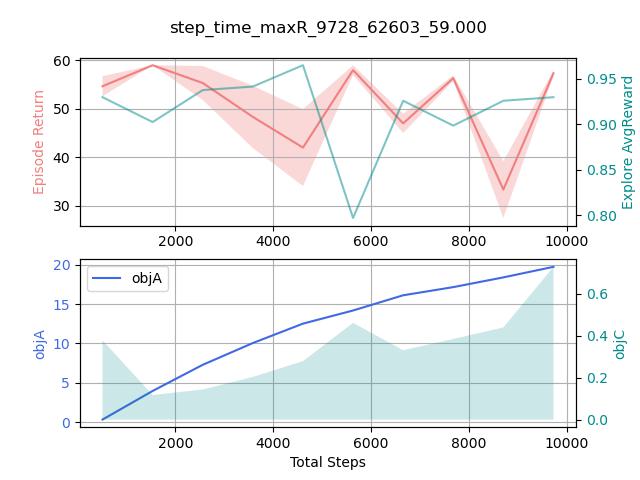 step_time_maxR_9728_62603_59.000
60
50
40
30
Episode Return
0.95
0.90
0.85
0.80
Explore AvgReward
2000 4000 6000 8000 10000
objA
20
15
10
5
0
objA
0.6
0.4
0.2
0.0
objC
2000 4000 6000 8000 10000
Total Steps